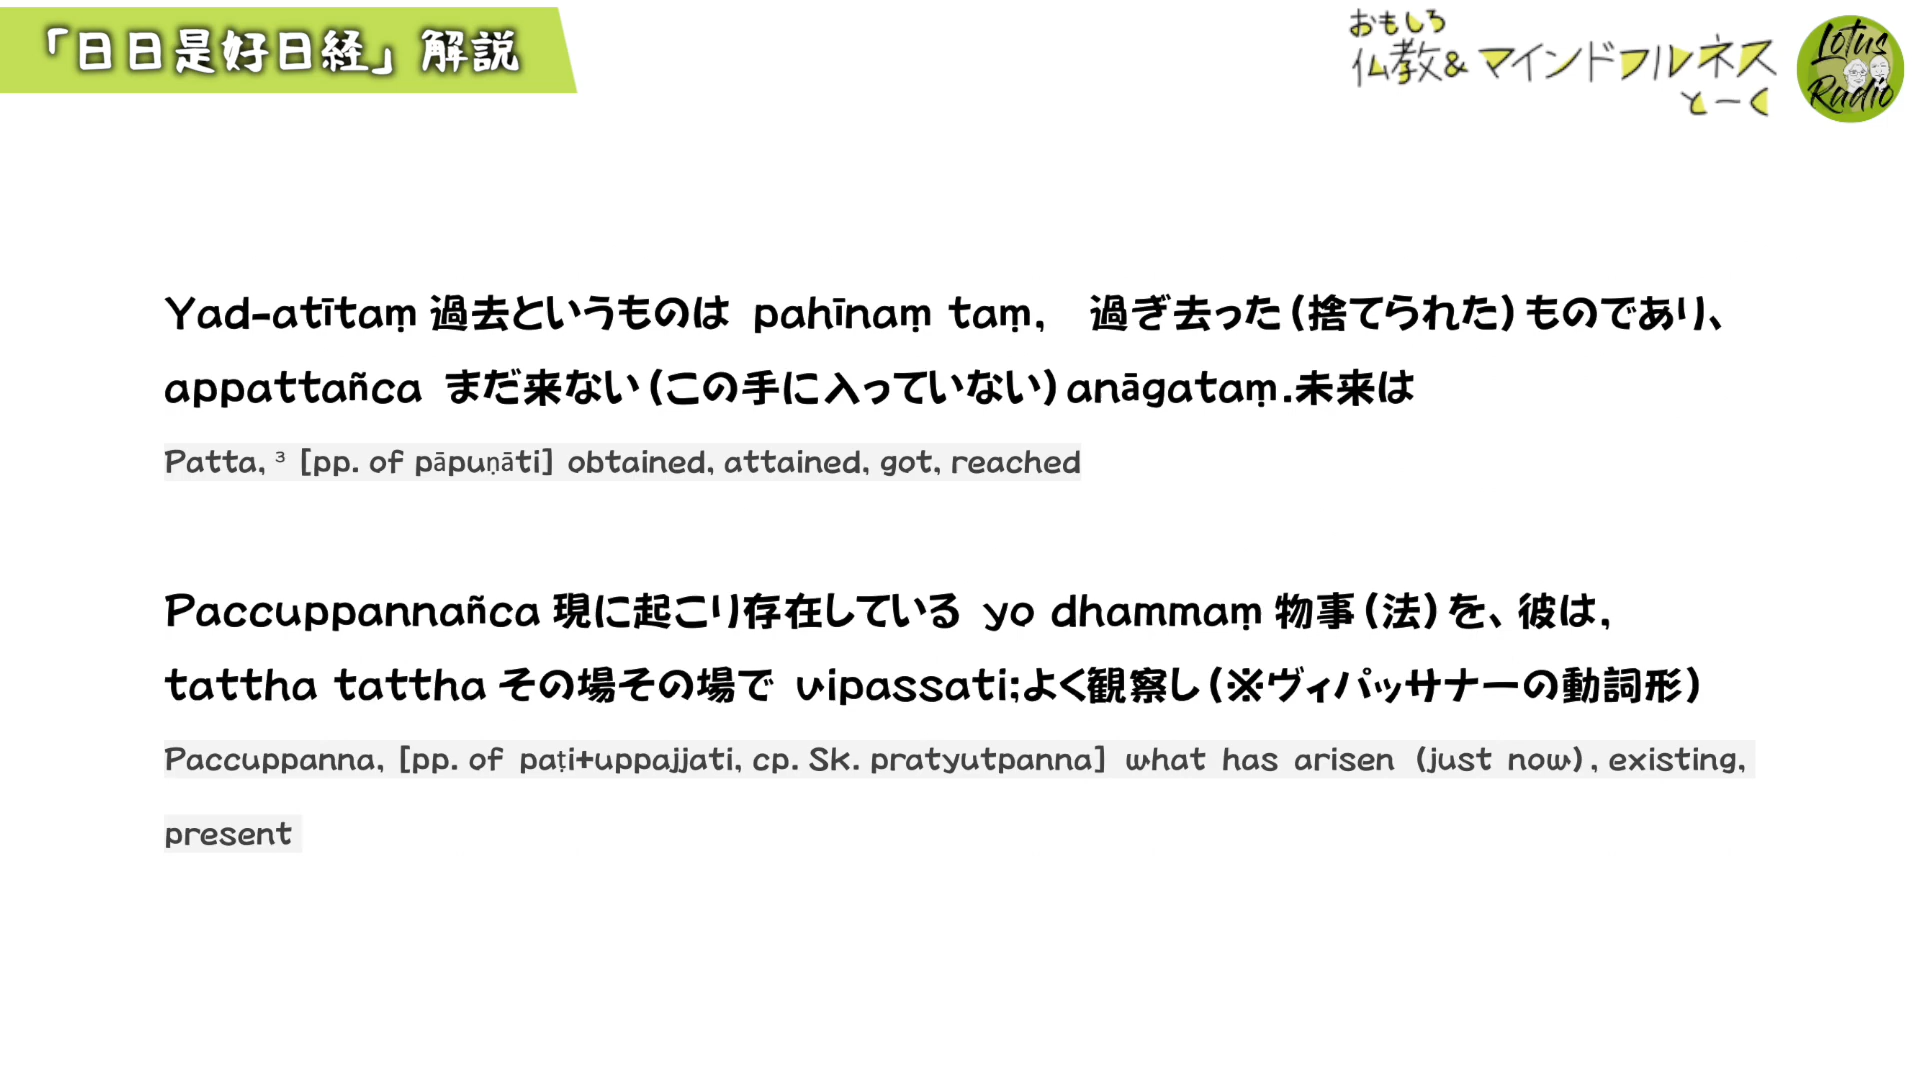 「日日是好日経」解説
おもしろ
仏教&マインドフルネス
とーく
Lotus
Radio
Yad-atītaṃ 過去というものは pahīnaṃ taṃ, 過ぎ去った(捨てられた)ものであり、
appattañca まだ来ない(この手に入っていない)anāgataṃ.未来は
Patta, ³ [pp. of pāpuṇāti] obtained, attained, got, reached
Paccuppannañca 現に起こり存在している yo dhammaṃ 物事(法)を、彼は,
tattha tattha その場その場で vipassati;よく観察し(※ヴィパッサナーの動詞形)
Paccuppanna, [pp. of paṭi+uppajjati, cp. Sk. pratyutpanna] what has arisen (just now), existing,
present